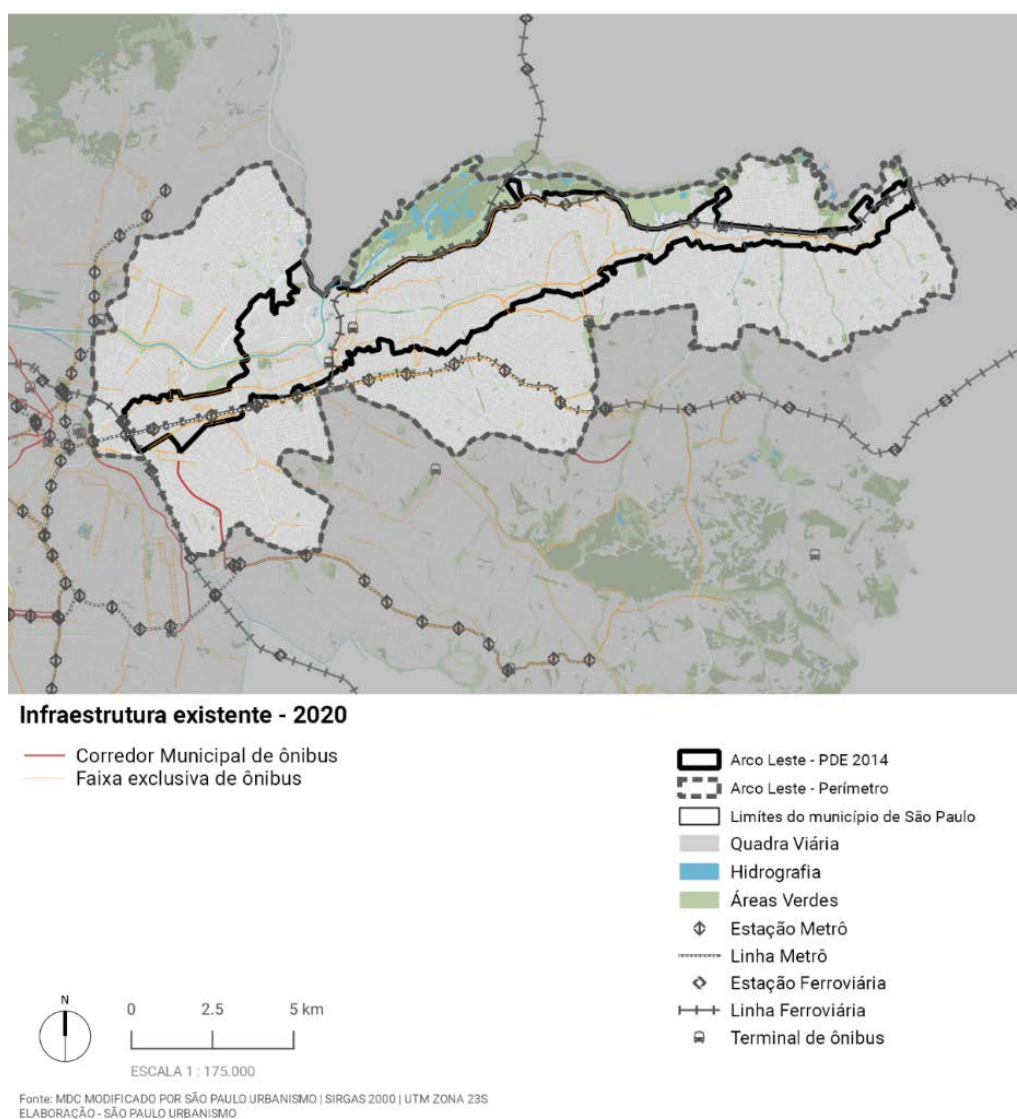 Infraestrutura existente - 2020
Corredor Municipal de ônibus
Faixa exclusiva de ônibus
Arco Leste - PDE 2014
Arco Leste - Perímetro
Limítes do município de São Paulo
Quadra Viária
Hidrografia
Áreas Verdes
Estação Metrô
Linha Metrô
Estação Ferroviária
Linha Ferroviária
Terminal de ônibus
N
0 2.5 5 km
ESCALA 1 : 175.000
Fonte: MDC MODIFICADO POR SÃO PAULO URBANISMO | SIRGAS 2000 | UTM ZONA 23S
ELABORAÇÃO - SÃO PAULO URBANISMO